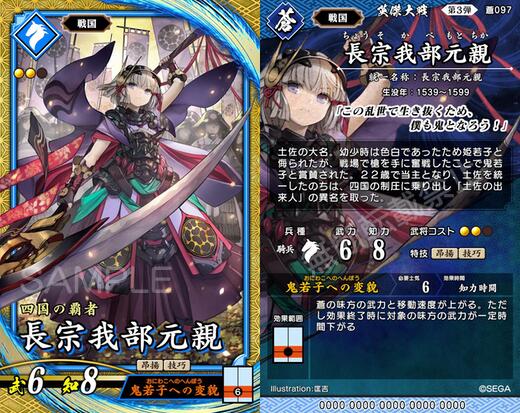 戦国
SAMPLE
四国の覇者
長宗我部元親
昂揚 技巧
武6 知8
おにわこへのへんぼう
鬼若子への変貌
6
蒼
戦国
英傑大戦
第3弾
蒼097
ちょうそかべもとちか
長宗我部元親
統一名称:長宗我部元親
生没年:1539~1599
「この乱世で生き抜くため、
僕も鬼となろう!」
土佐の大名。幼少時は色白であったため姫若子と
侮られたが、戦場で槍を手に奮戦したことで鬼若
子と賞賛された。22歳で当主となり、土佐を統
一したのちは、四国の制圧に乗り出し「土佐の出
来人」の異名を取った。
兵種 武力 知力 武将コスト
騎兵 6 8 特技 昂揚 技巧
おにわこへのへんぼう 必要士気 効果時間
鬼若子への変貌 6 知力時間
効果範囲
蒼の味方の武力と移動速度が上がる。ただ
し効果終了時に対象の味方の武力が一定時
間下がる
Illustration:匡吉
©SEGA
0000 0000 0000 0000 0000